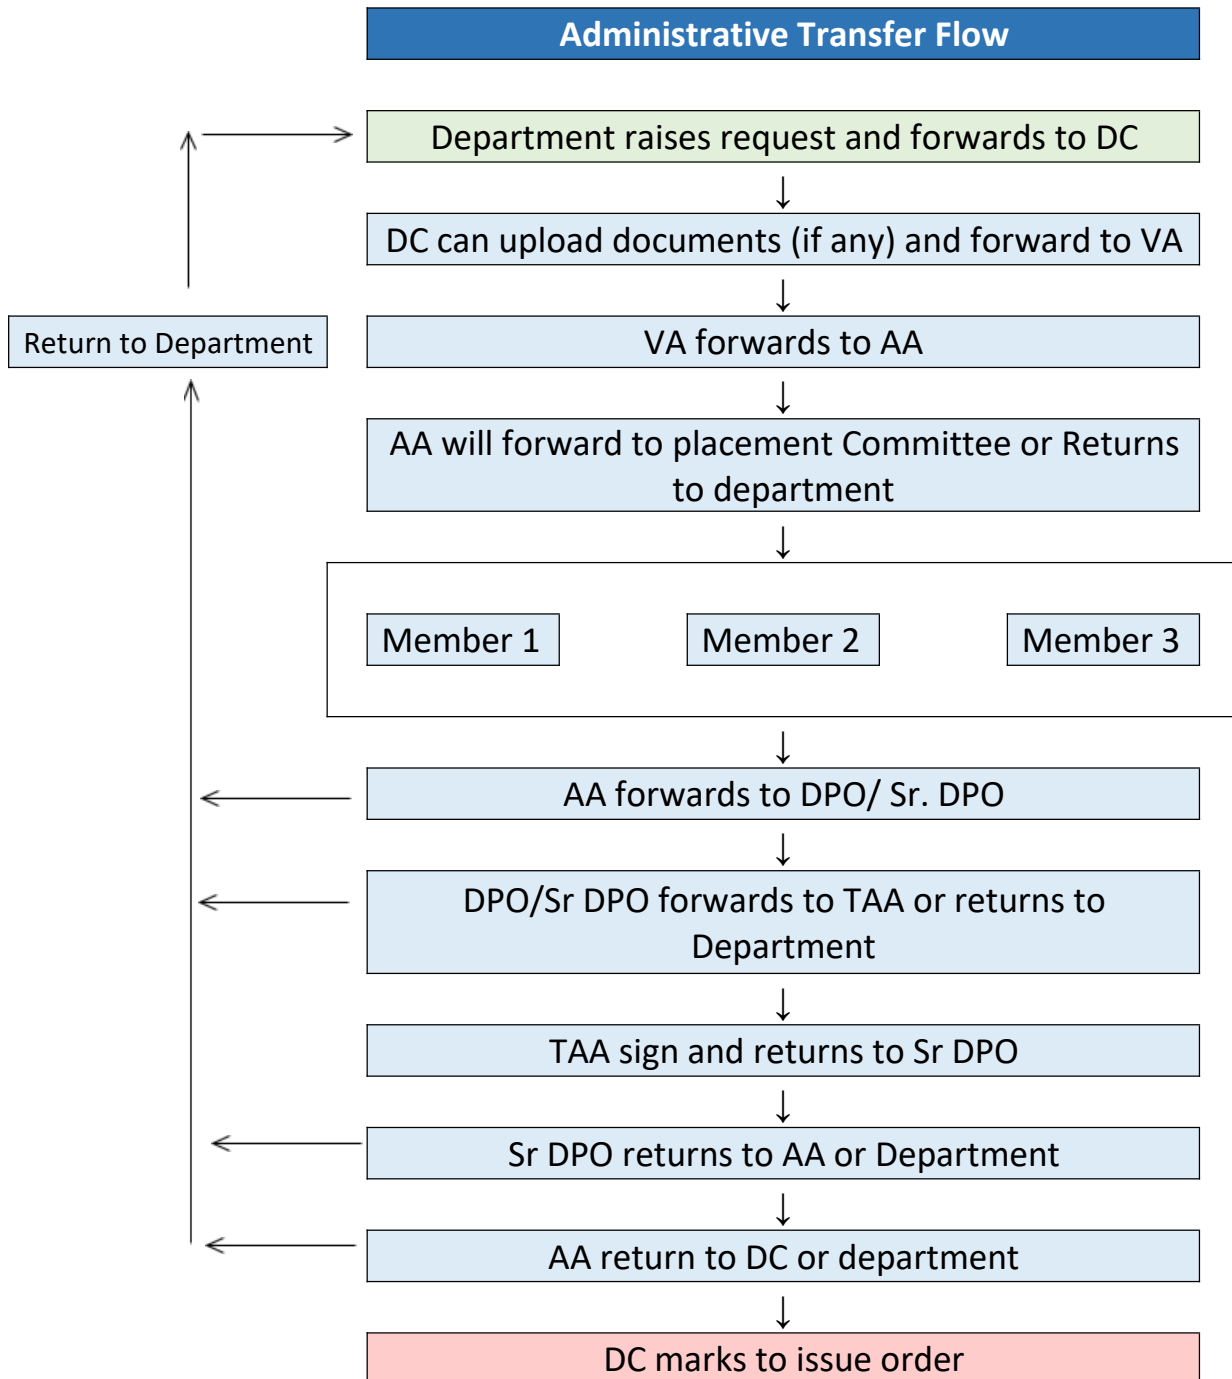 Administrative Transfer Flow
Department raises request and forwards to DC
DC can upload documents (if any) and forward to VA
Return to Department
VA forwards to AA
AA will forward to placement Committee or Returns
to department
Member 1
Member 2
Member 3
AA forwards to DPO/ Sr. DPO
DPO/Sr DPO forwards to TAA or returns to
Department
TAA sign and returns to Sr DPO
Sr DPO returns to AA or Department
AA return to DC or department
DC marks to issue order